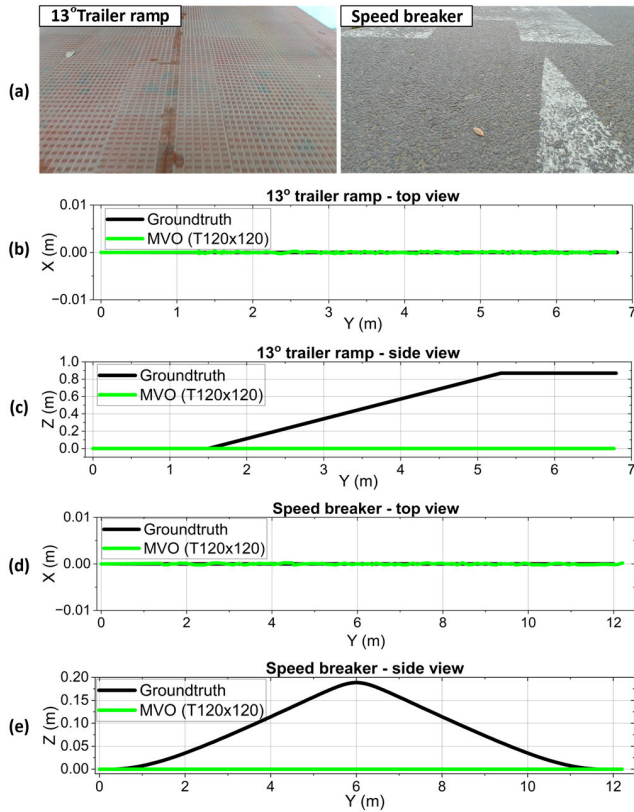 13°Trailer ramp
Speed breaker
(a)
13° trailer ramp - top view
(b)
X (m)
0.01
0.00
−0.01
Groundtruth
MVO (T120x120)
0 1 2 3 4 5 6 7
Y (m)
13° trailer ramp - side view
(c)
Z (m)
1.0
0.8
0.6
0.4
0.2
0.0
Groundtruth
MVO (T120x120)
0 1 2 3 4 5 6 7
Y (m)
Speed breaker - top view
(d)
X (m)
0.01
0.00
−0.01
Groundtruth
MVO (T120x120)
0 2 4 6 8 10 12
Y (m)
Speed breaker - side view
(e)
Z (m)
0.20
0.15
0.10
0.05
0.00
Groundtruth
MVO (T120x120)
0 2 4 6 8 10 12
Y (m)